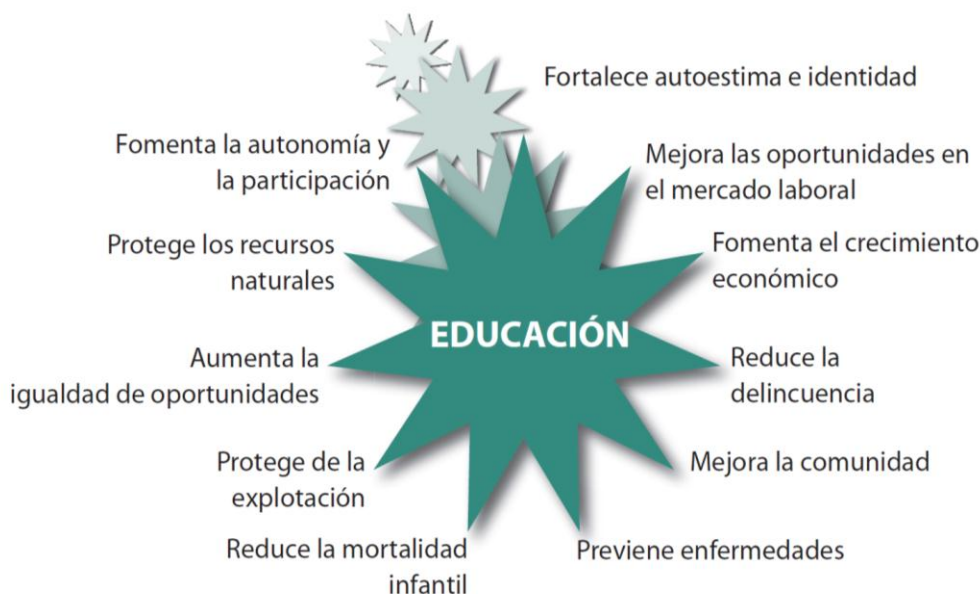 Fortalece autoestima e identidad
Fomenta la autonomía y
la participación
Mejora las oportunidades en
el mercado laboral
Protege los recursos
naturales
Fomenta el crecimiento
económico
EDUCACIÓN
Aumenta la
igualdad de oportunidades
Reduce la
delincuencia
Protege de la
explotación
Mejora la comunidad
Reduce la mortalidad
infantil
Previene enfermedades